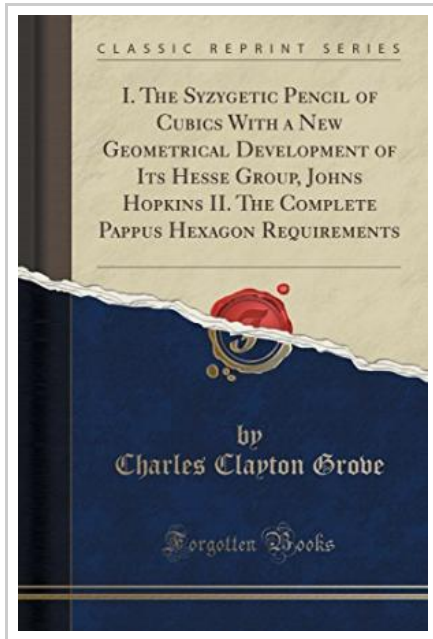 CLASSIC REPRINT SERIES
I. THE SYZYGETIC PENCIL OF
CUBICS WITH A NEW
GEOMETRICAL DEVELOPMENT OF
ITS HESSE GROUP, JOHNS
HOPKINS II. THE COMPLETE
PAPPUS HEXAGON REQUIREMENTS
by
Charles Clayton Grove
Forgotten Books